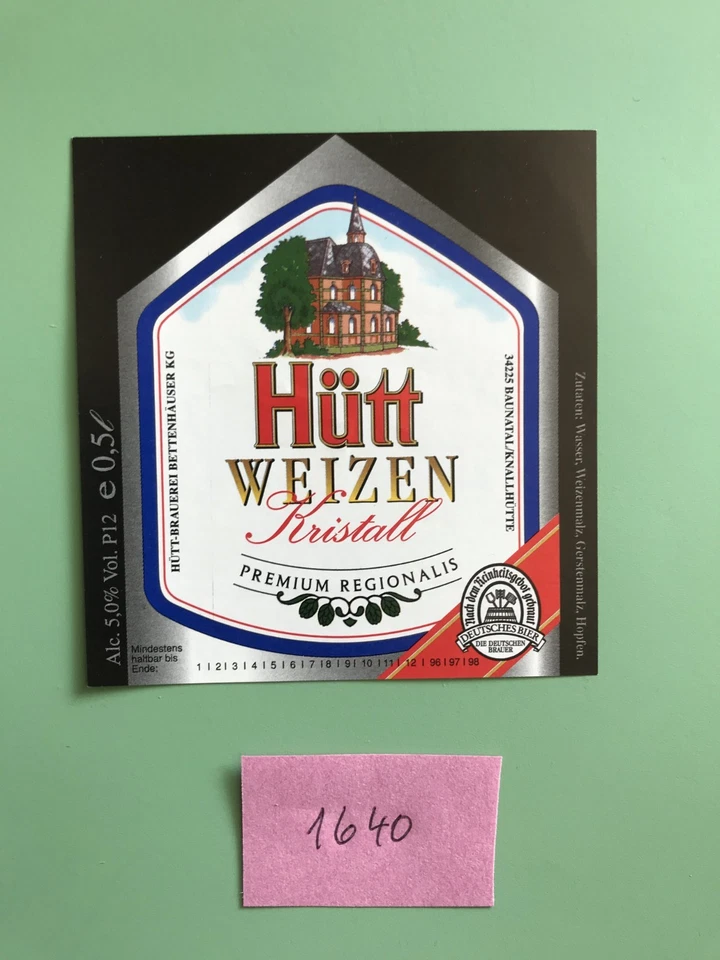 Hütt
WEIZEN
Kristall
PREMIUM REGIONALIS
HÜTT-BRAUEREI BETTENHÄUSER KG
34225 BAUNATAL/KNALLHÜTTE
Alc. 5,0% Vol. P12 e 0,5ℓ
Zutaten: Wasser, Weizenmalz, Gerstenmalz, Hopfen.
Mindestens
haltbar bis
Ende:
1 | 2 | 3 | 4 | 5 | 6 | 7 | 8 | 9 | 10 | 11 | 12 | 96 | 97 | 98
Nach dem Reinheitsgebot gebraut
DEUTSCHES BIER
DIE DEUTSCHEN
BRAUER
1640